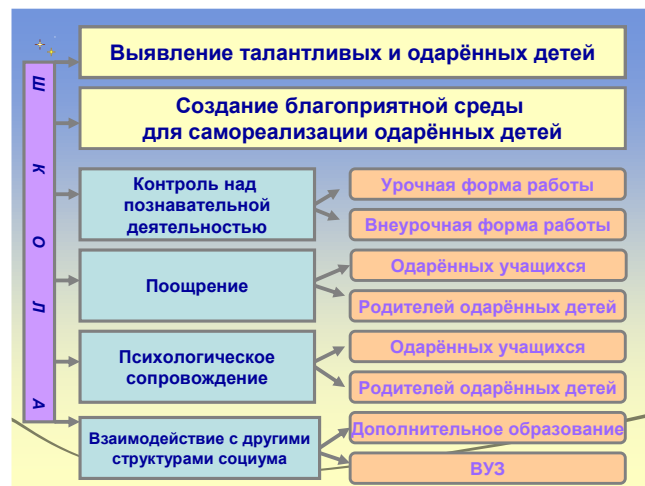 Выявление талантливых и одарённых детей
Создание благоприятной среды
для самореализации одарённых детей
ШКОЛА
Контроль над
познавательной
деятельностью
Урочная форма работы
Внеурочная форма работы
Поощрение
Одарённых учащихся
Родителей одарённых детей
Психологическое
сопровождение
Одарённых учащихся
Родителей одарённых детей
Взаимодействие с другими
структурами социума
Дополнительное образование
ВУЗ